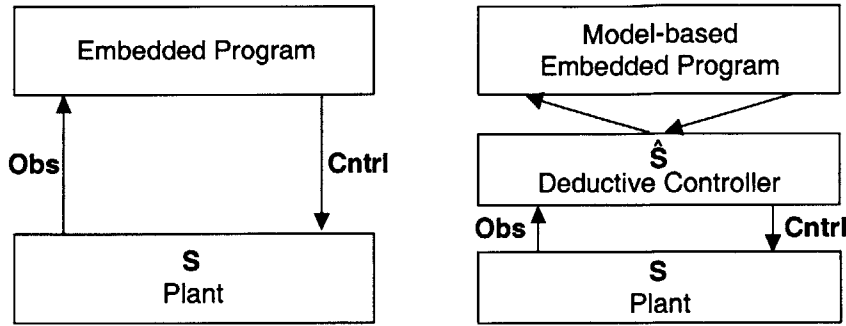 Embedded Program
Obs
Cntrl
S
Plant
Model-based
Embedded Program
Ŝ
Deductive Controller
Obs
Cntrl
S
Plant